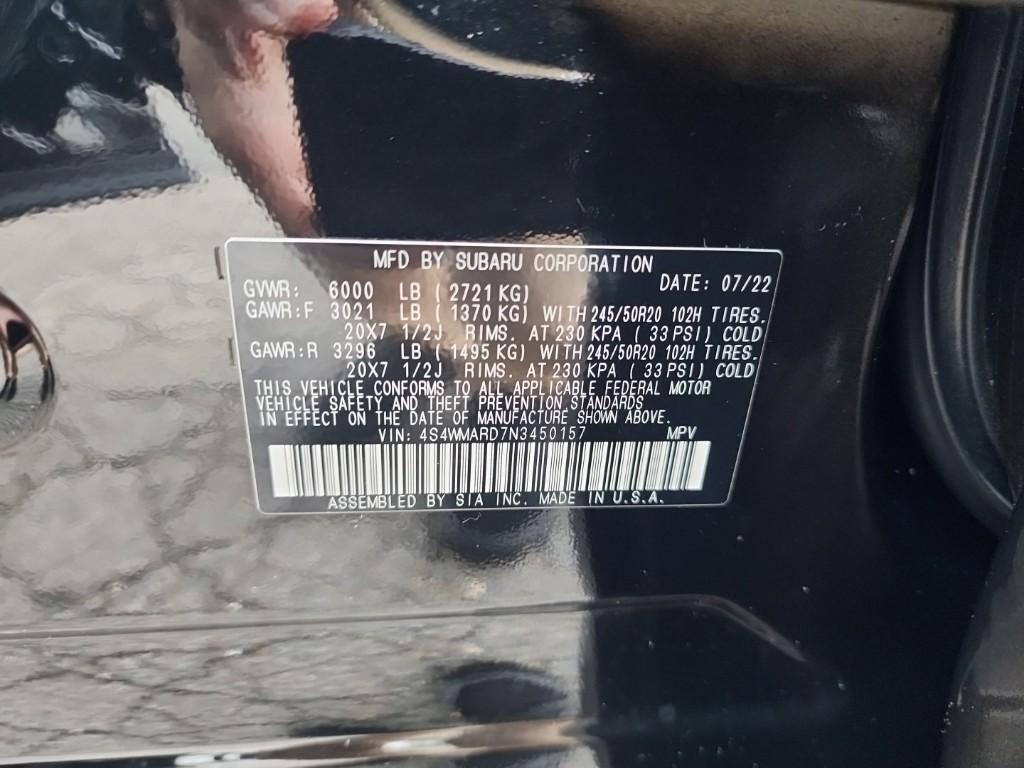 MFD BY SUBARU CORPORATION
DATE: 07/22
GVWR: 6000 LB ( 2721 KG)
GAWR:F 3021 LB ( 1370 KG) WITH 245/50R20 102H TIRES.
20X7 1/2J RIMS. AT 230 KPA ( 33 PSI) COLD
GAWR:R 3296 LB ( 1495 KG) WITH 245/50R20 102H TIRES.
20X7 1/2J RIMS. AT 230 KPA ( 33 PSI) COLD
THIS VEHICLE CONFORMS TO ALL APPLICABLE FEDERAL MOTOR
VEHICLE SAFETY AND THEFT PREVENTION STANDARDS
IN EFFECT ON THE DATE OF MANUFACTURE SHOWN ABOVE.
VIN: 4S4WMARD7N3450157 MPV
ASSEMBLED BY SIA INC. MADE IN U.S.A.